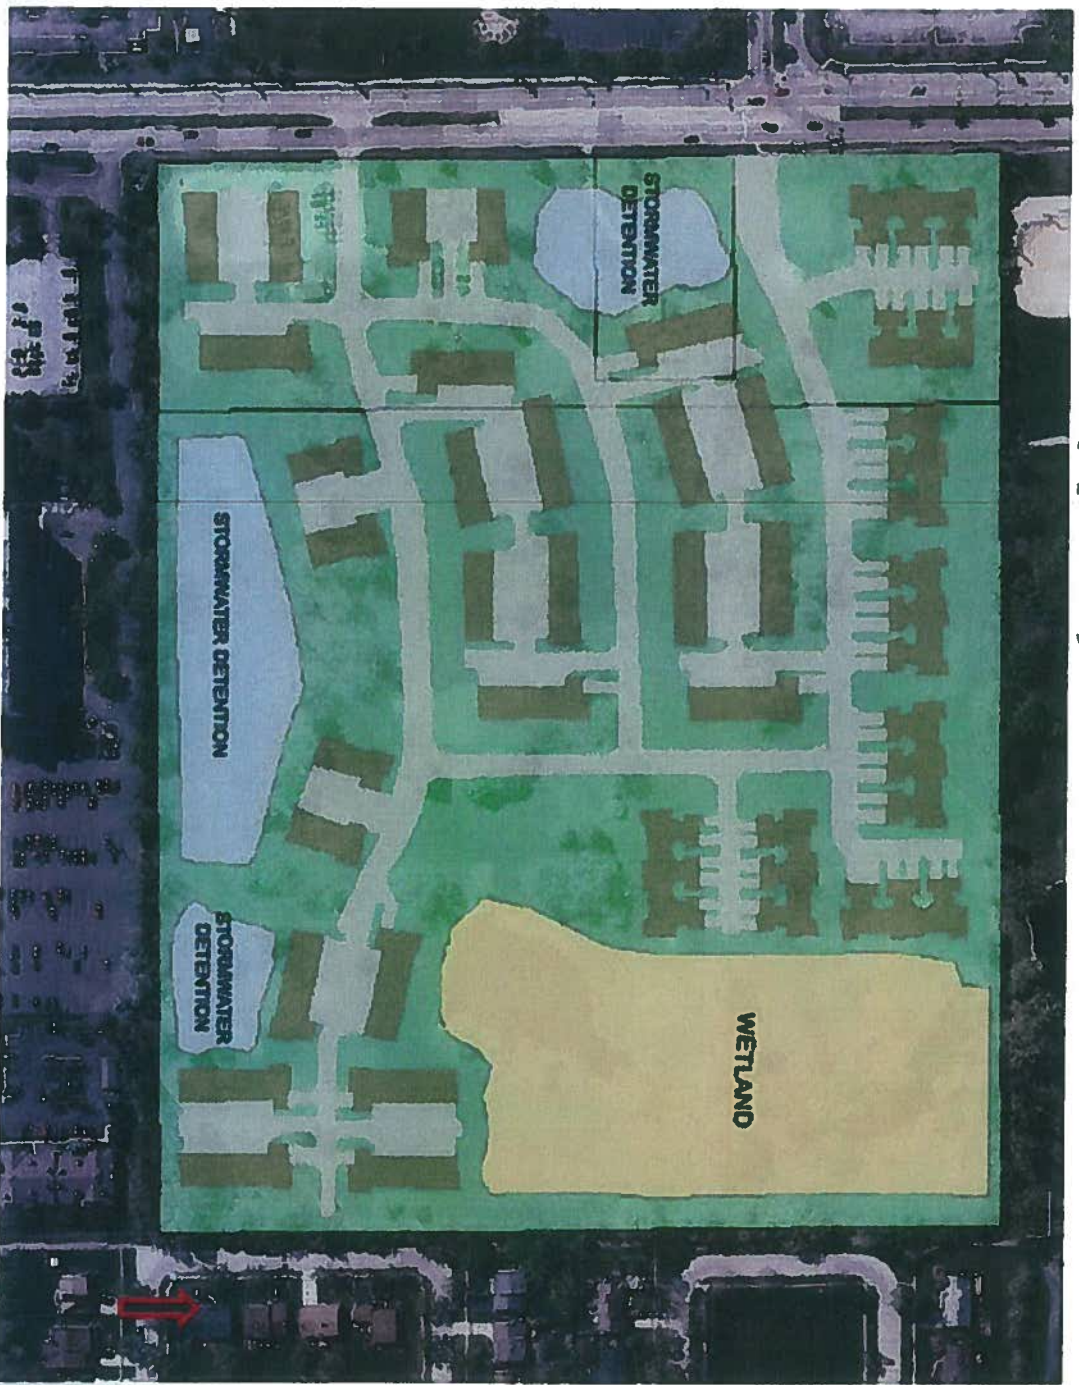 STORMWATER
DETENTION
STORMWATER DETENTION
STORMWATER
DETENTION
WETLAND